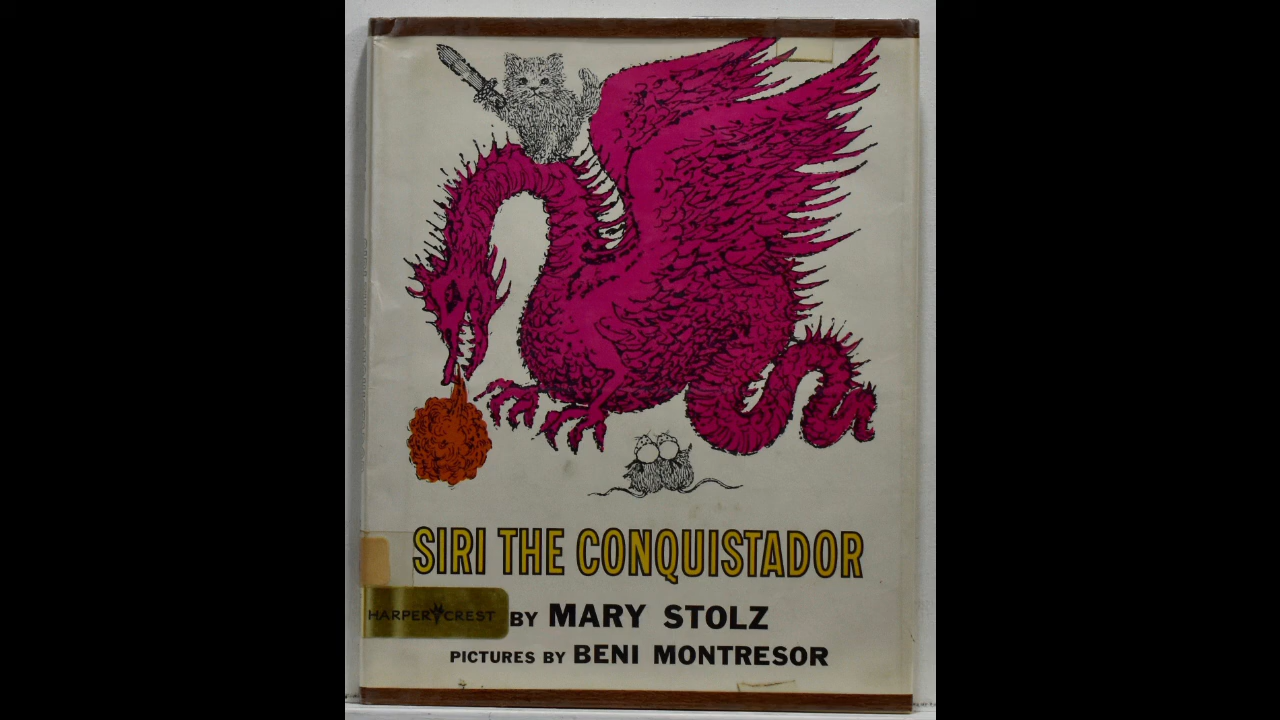 SIRI THE CONQUISTADOR
HARPER CREST
BY MARY STOLZ
PICTURES BY BENI MONTRESOR